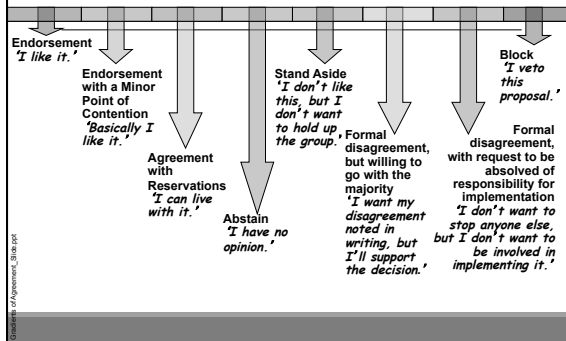 Endorsement
‘I like it.’
Endorsement
with a Minor
Point of
Contention
‘Basically I
like it.’
Agreement
with
Reservations
‘I can live
with it.’
Abstain
‘I have no
opinion.’
Stand Aside
‘I don’t like
this, but I
don’t want
to hold up
the group.’
Formal
disagreement,
but willing to
go with the
majority
‘I want my
disagreement
noted in
writing, but
I’ll support
the decision.’
Formal
disagreement,
with request to be
absolved of
responsibility for
implementation
‘I don’t want to
stop anyone else,
but I don’t want to
be involved in
implementing it.’
Block
‘I veto
this
proposal.’
Gradients of Agreement_Slide.ppt